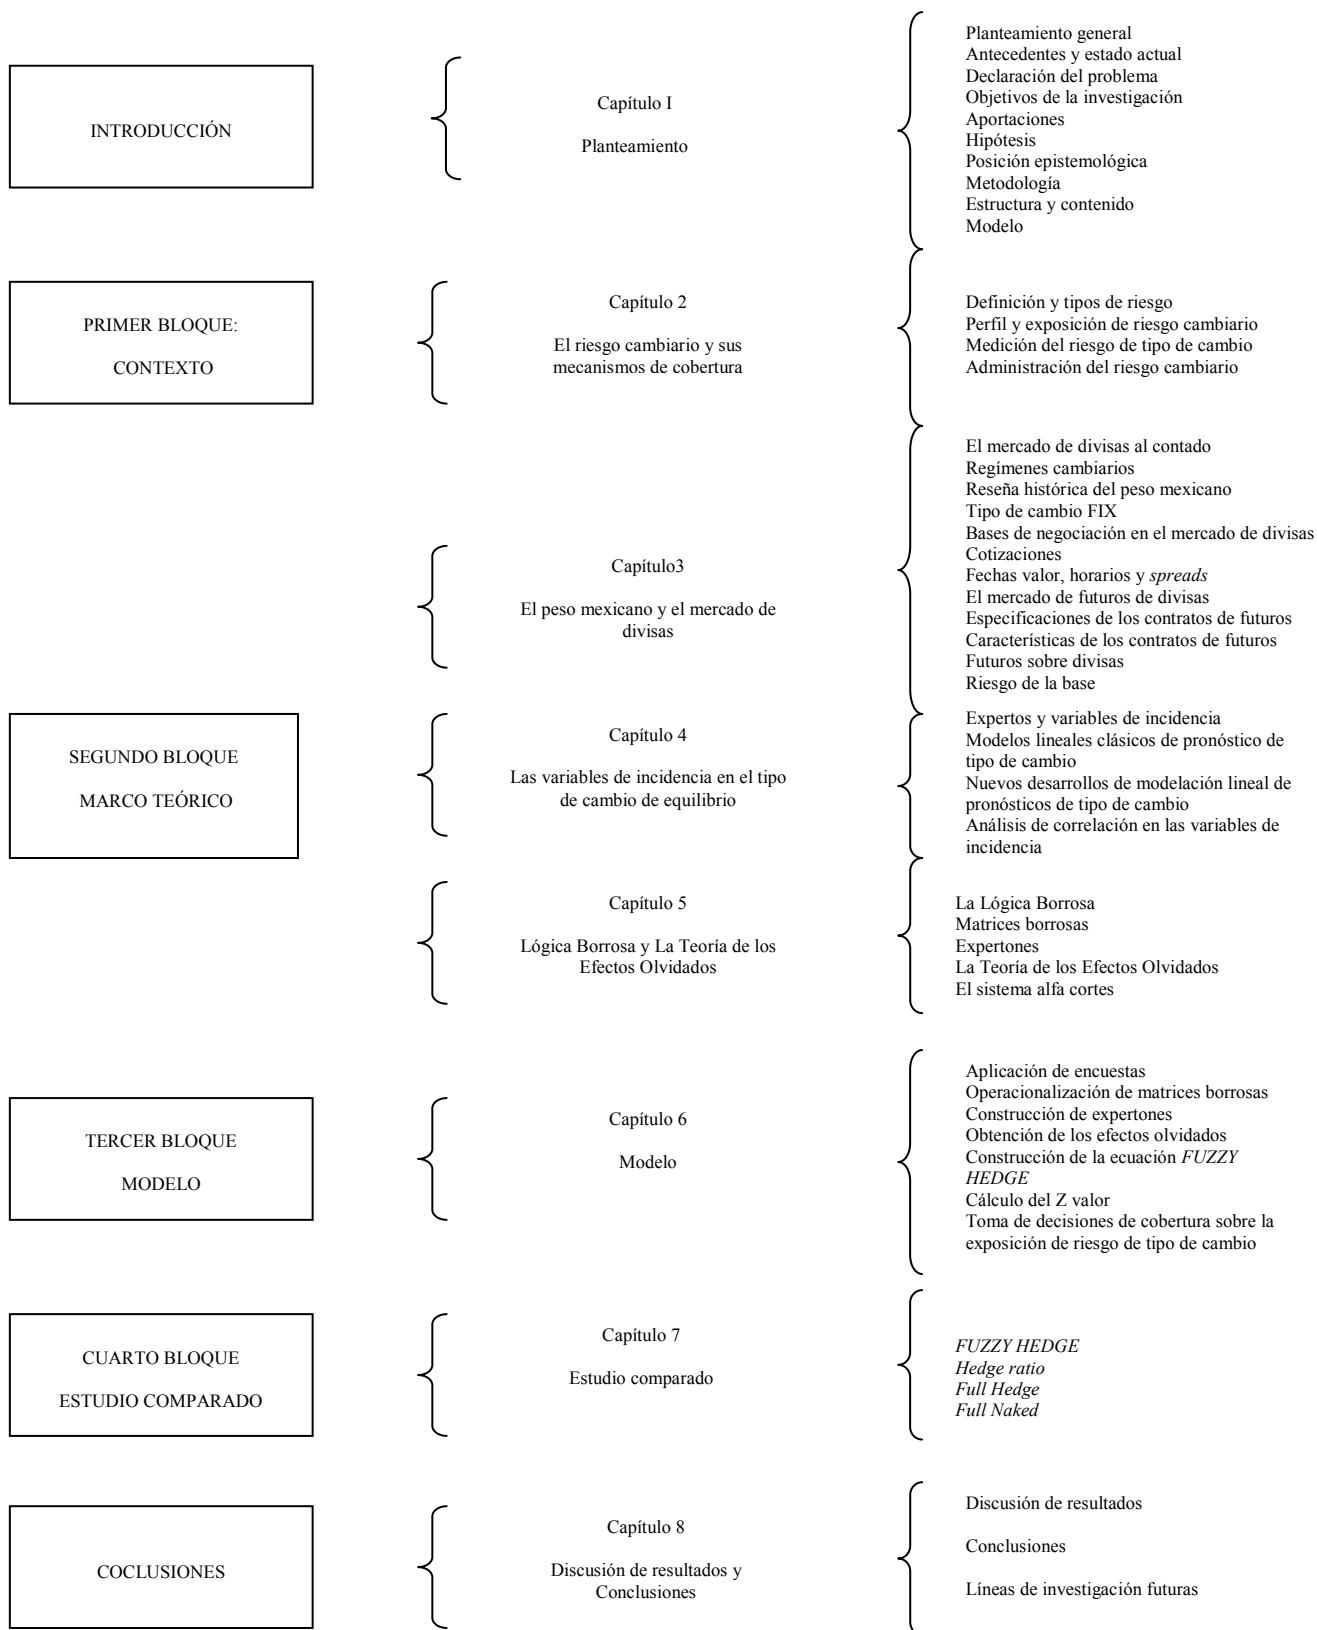 INTRODUCCIÓN
Capítulo I
Planteamiento
Planteamiento general
Antecedentes y estado actual
Declaración del problema
Objetivos de la investigación
Aportaciones
Hipótesis
Posición epistemológica
Metodología
Estructura y contenido
Modelo
PRIMER BLOQUE:
CONTEXTO
Capítulo 2
El riesgo cambiario y sus
mecanismos de cobertura
Definición y tipos de riesgo
Perfil y exposición de riesgo cambiario
Medición del riesgo de tipo de cambio
Administración del riesgo cambiario
Capítulo3
El peso mexicano y el mercado de
divisas
El mercado de divisas al contado
Regímenes cambiarios
Reseña histórica del peso mexicano
Tipo de cambio FIX
Bases de negociación en el mercado de divisas
Cotizaciones
Fechas valor, horarios y spreads
El mercado de futuros de divisas
Especificaciones de los contratos de futuros
Características de los contratos de futuros
Futuros sobre divisas
Riesgo de la base
SEGUNDO BLOQUE
MARCO TEÓRICO
Capítulo 4
Las variables de incidencia en el tipo
de cambio de equilibrio
Expertos y variables de incidencia
Modelos lineales clásicos de pronóstico de
tipo de cambio
Nuevos desarrollos de modelación lineal de
pronósticos de tipo de cambio
Análisis de correlación en las variables de
incidencia
Capítulo 5
Lógica Borrosa y La Teoría de los
Efectos Olvidados
La Lógica Borrosa
Matrices borrosas
Expertones
La Teoría de los Efectos Olvidados
El sistema alfa cortes
TERCER BLOQUE
MODELO
Capítulo 6
Modelo
Aplicación de encuestas
Operacionalización de matrices borrosas
Construcción de expertones
Obtención de los efectos olvidados
Construcción de la ecuación FUZZY
HEDGE
Cálculo del Z valor
Toma de decisiones de cobertura sobre la
exposición de riesgo de tipo de cambio
CUARTO BLOQUE
ESTUDIO COMPARADO
Capítulo 7
Estudio comparado
FUZZY HEDGE
Hedge ratio
Full Hedge
Full Naked
COCLUSIONES
Capítulo 8
Discusión de resultados y
Conclusiones
Discusión de resultados
Conclusiones
Líneas de investigación futuras